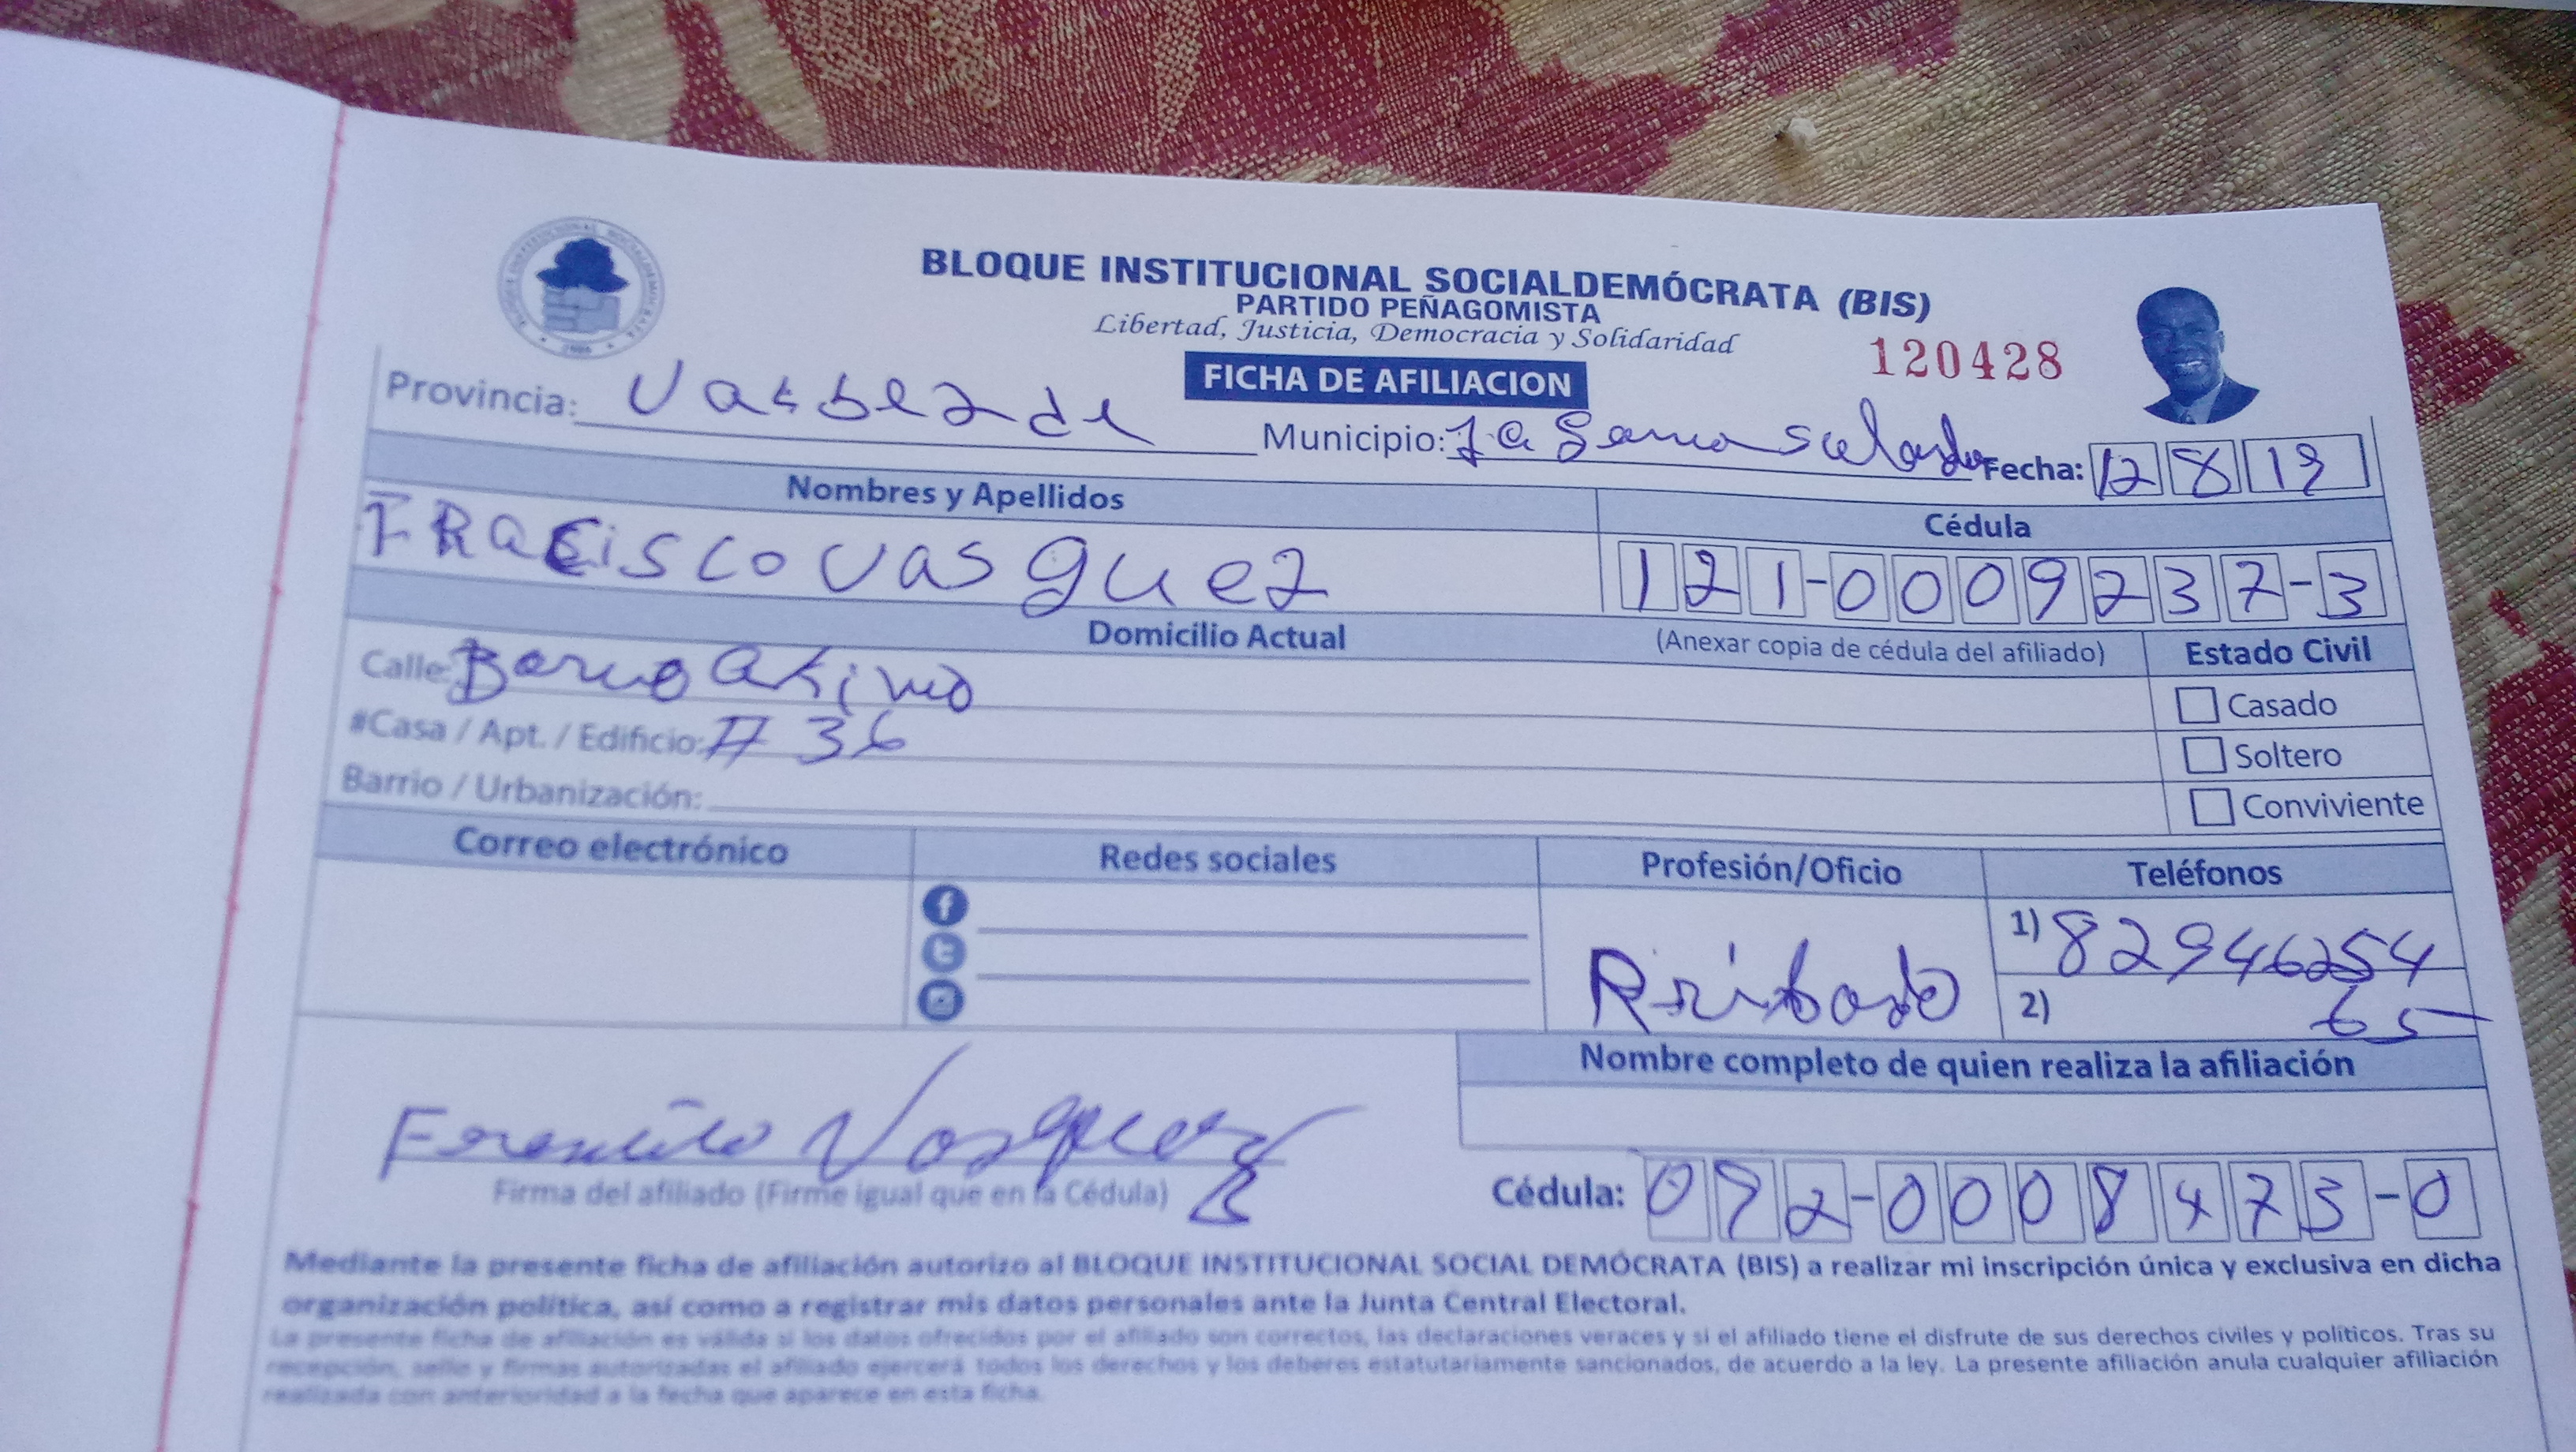 BLOQUE INSTITUCIONAL SOCIALDEMÓCRATA (BIS)
PARTIDO PEÑAGOMISTA
Libertad, Justicia, Democracia y Solidaridad
120428
FICHA DE AFILIACION
Provincia:
Municipio: Fecha: 12 8 19
Nombres y Apellidos
Cédula
FRACisco vasquez
121-0009237-3
Domicilio Actual
(Anexar copia de cédula del afiliado)
Estado Civil
Calle:
Casado
#Casa / Apt. / Edificio: # 36
Soltero
Barrio / Urbanización:
Conviviente
Correo electrónico
Redes sociales
Profesión/Oficio
Teléfonos
1) 82946254
2) 65
Nombre completo de quien realiza la afiliación
Vasquez
Firma del afiliado (Firme igual que en la Cédula)
Cédula: 092-0008473-0
Mediante la presente ficha de afiliación autorizo al BLOQUE INSTITUCIONAL SOCIAL DEMÓCRATA (BIS) a realizar mi inscripción única y exclusiva en dicha
organización política, así como a registrar mis datos personales ante la Junta Central Electoral.
La presente ficha de afiliación es válida si los datos ofrecidos por el afiliado son correctos, las declaraciones veraces y si el afiliado tiene el disfrute de sus derechos civiles y políticos. Tras su
recepción, sello y firmas autorizadas el afiliado ejercerá todos los derechos y los deberes estatutariamente sancionados, de acuerdo a la ley. La presente afiliación anula cualquier afiliación
realizada con anterioridad a la fecha que aparece en esta ficha.